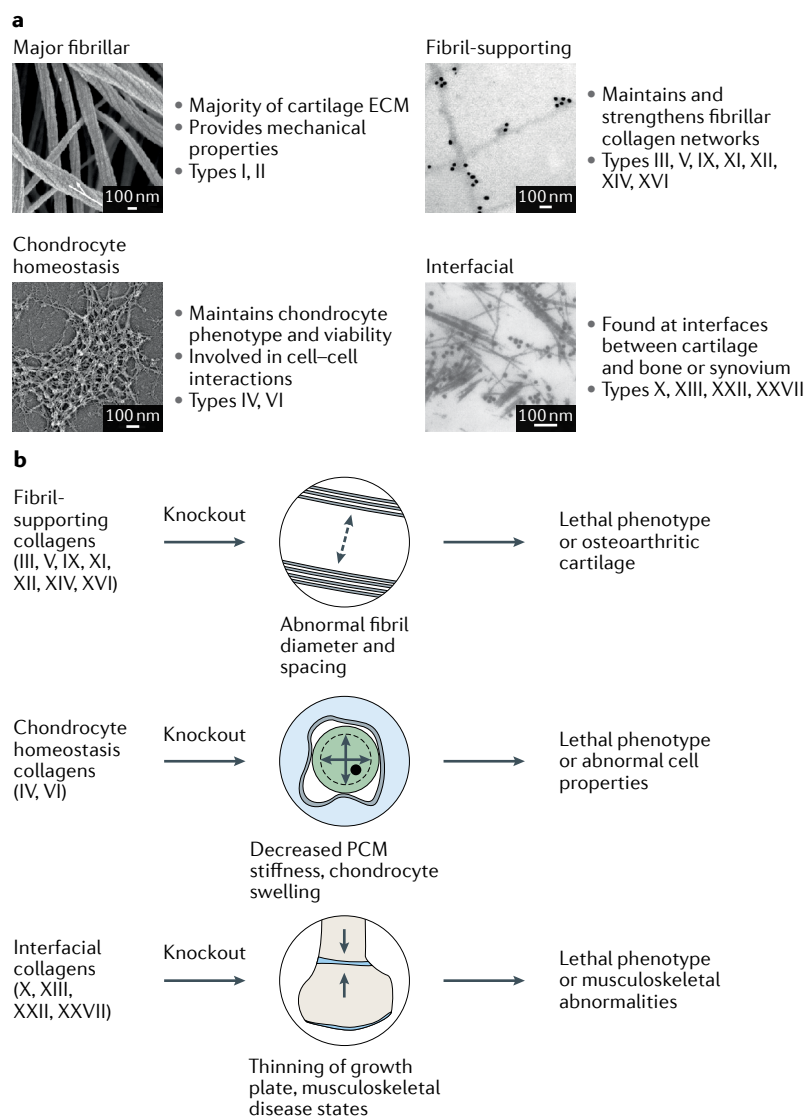 a
Major fibrillar
100 nm
• Majority of cartilage ECM
• Provides mechanical
properties
• Types I, II
Fibril-supporting
100 nm
• Maintains and
strengthens fibrillar
collagen networks
• Types III, V, IX, XI, XII,
XIV, XVI
Chondrocyte
homeostasis
100 nm
• Maintains chondrocyte
phenotype and viability
• Involved in cell–cell
interactions
• Types IV, VI
Interfacial
100 nm
• Found at interfaces
between cartilage
and bone or synovium
• Types X, XIII, XXII, XXVII
b
Fibril-
supporting
collagens
(III, V, IX, XI,
XII, XIV, XVI)
Knockout
Abnormal fibril
diameter and
spacing
Lethal phenotype
or osteoarthritic
cartilage
Chondrocyte
homeostasis
collagens
(IV, VI)
Knockout
Decreased PCM
stiffness, chondrocyte
swelling
Lethal phenotype
or abnormal cell
properties
Interfacial
collagens
(X, XIII,
XXII, XXVII)
Knockout
Thinning of growth
plate, musculoskeletal
disease states
Lethal phenotype
or musculoskeletal
abnormalities